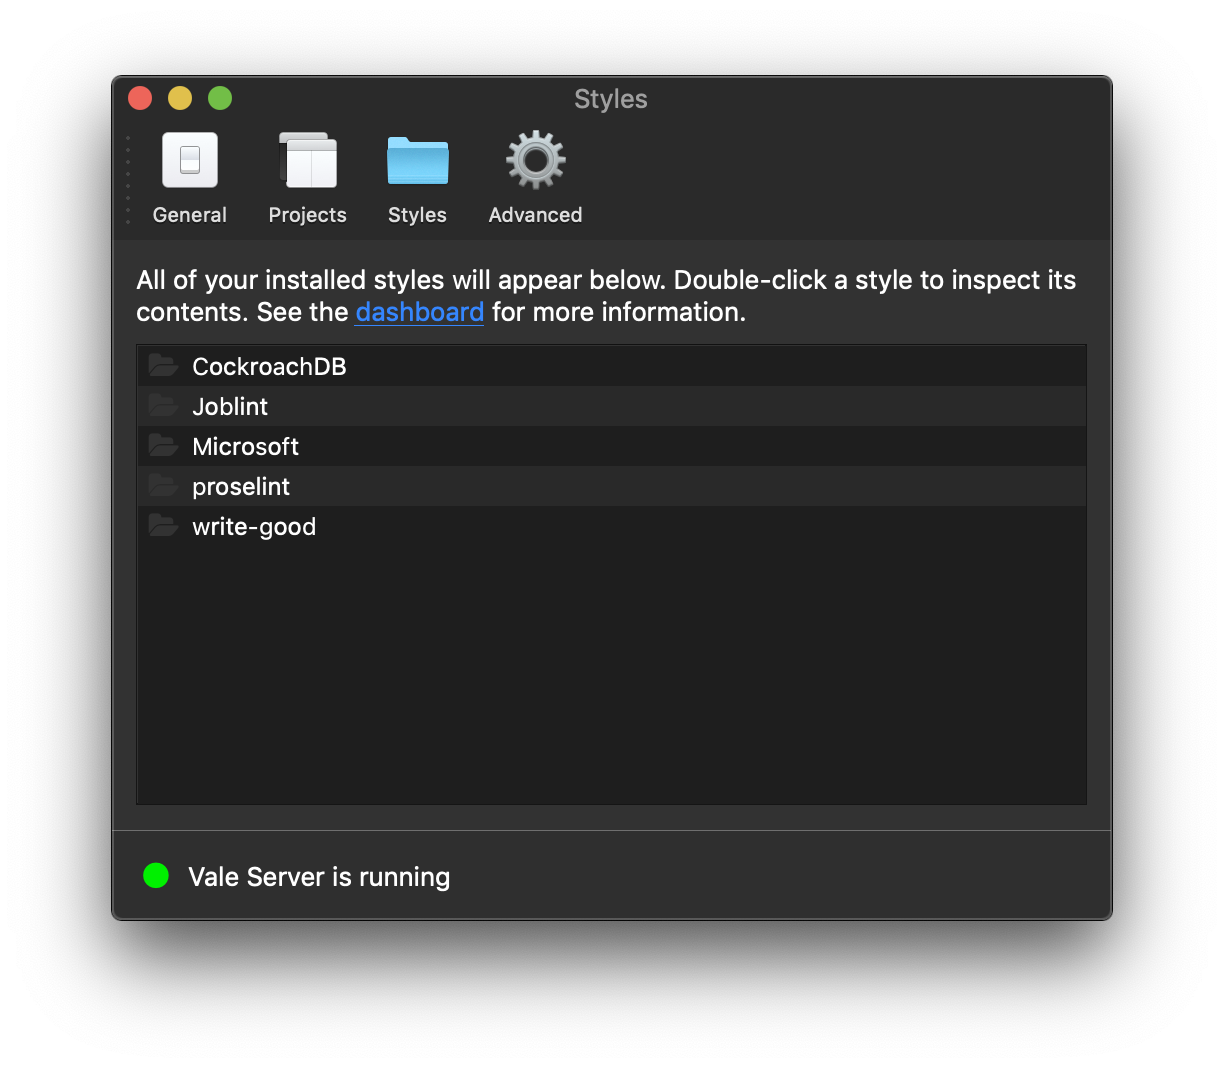 Styles
General
Projects
Styles
Advanced
All of your installed styles will appear below. Double-click a style to inspect its
contents. See the dashboard for more information.
CockroachDB
Joblint
Microsoft
proselint
write-good
Vale Server is running